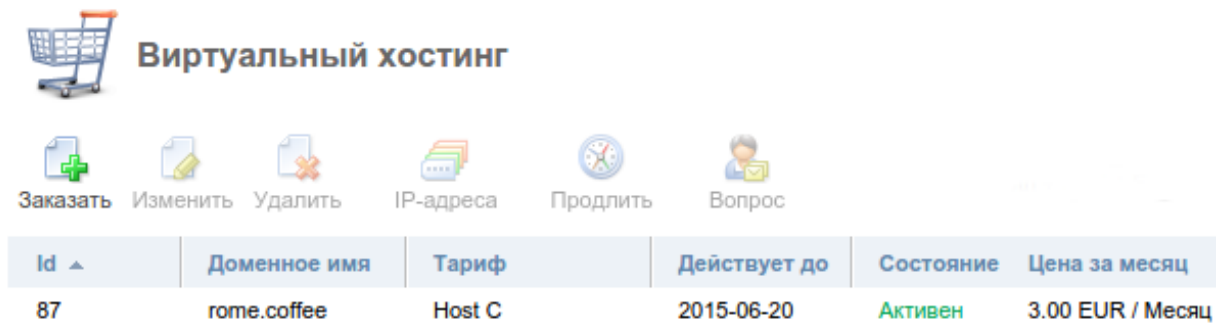 Виртуальный хостинг
Заказать Изменить Удалить IP-адреса Продлить Вопрос
Id Доменное имя Тариф Действует до Состояние Цена за месяц
87 rome.coffee Host C 2015-06-20 Активен 3.00 EUR / Месяц